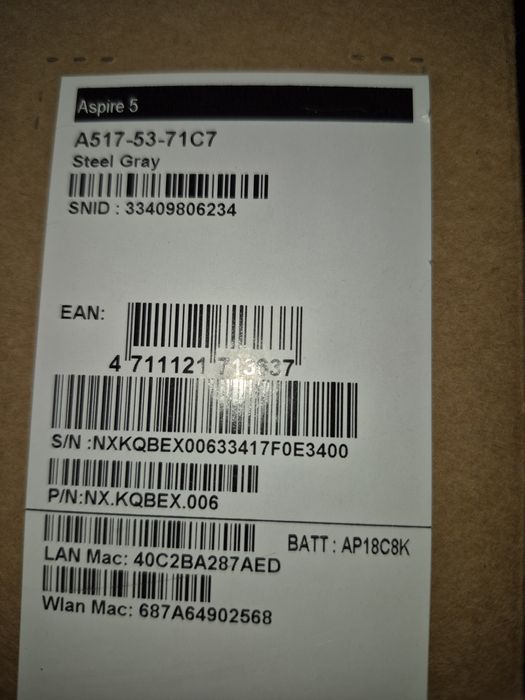 Aspire 5
A517-53-71C7
Steel Gray
SNID : 33409806234
EAN:
4 711121 713637
S/N :NXKQBEX00633417F0E3400
P/N:NX.KQBEX.006
BATT : AP18C8K
LAN Mac: 40C2BA287AED
Wlan Mac: 687A64902568